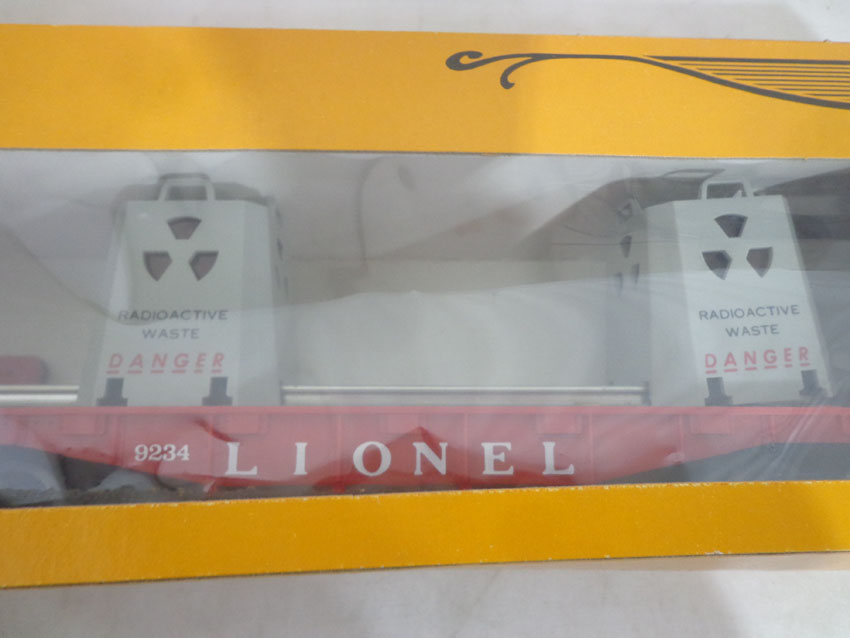 RADIOACTIVE
WASTE
DANGER
RADIOACTIVE
WASTE
DANGER
9234 LIONEL